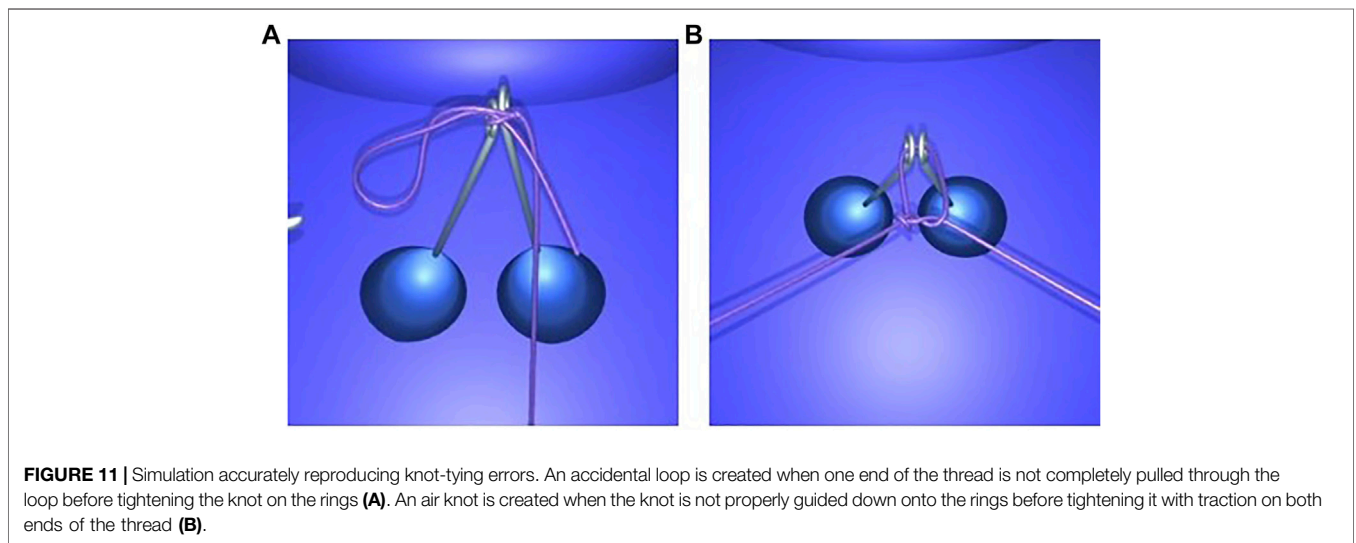 A
B
FIGURE 11 | Simulation accurately reproducing knot-tying errors. An accidental loop is created when one end of the thread is not completely pulled through the
loop before tightening the knot on the rings (A). An air knot is created when the knot is not properly guided down onto the rings before tightening it with traction on both
ends of the thread (B).